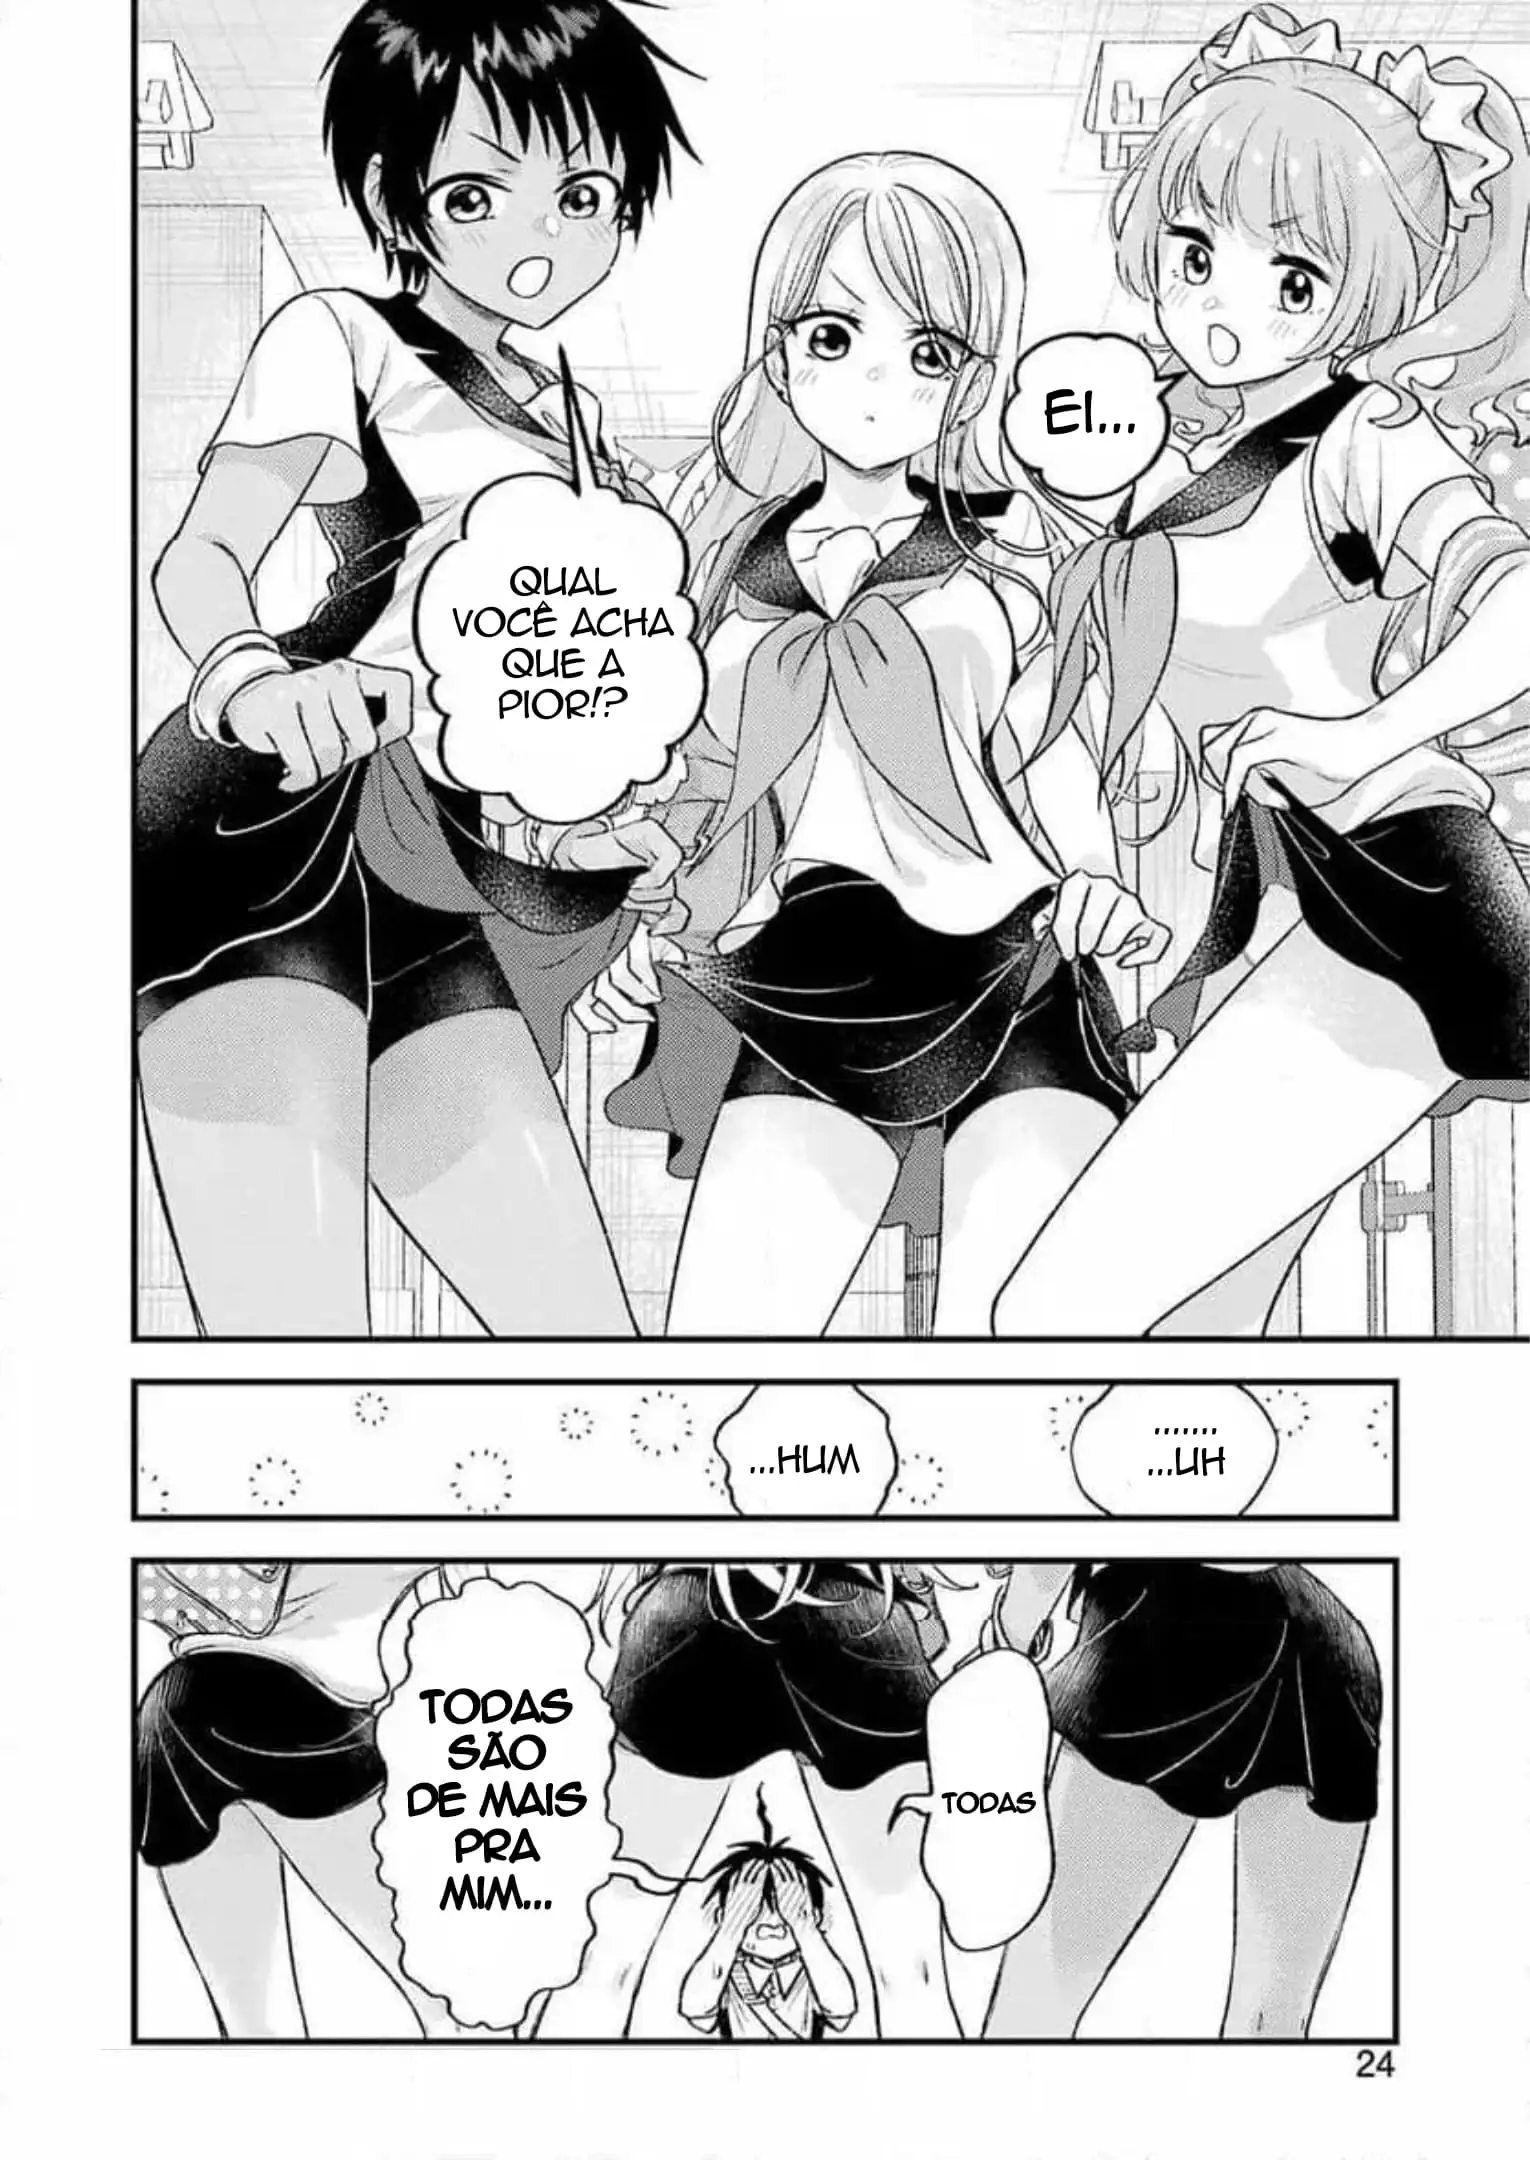 EI...
QUAL
VOCÊ ACHA
QUE A
PIOR!?
.......
...UH
...HUM
TODAS
TODAS
SÃO
DE MAIS
PRA
MIM...
24